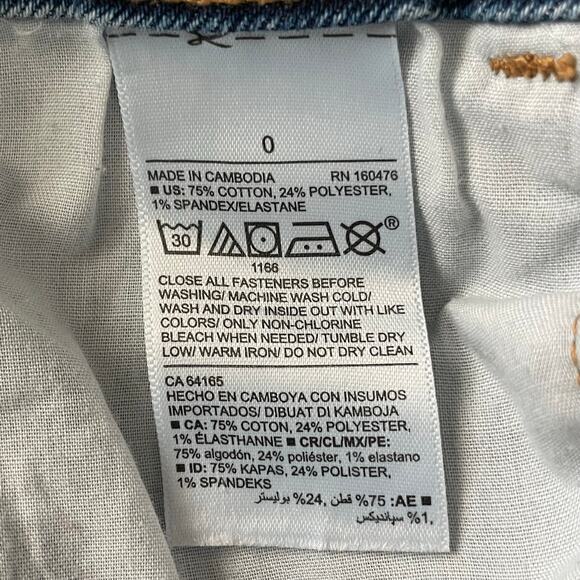 0
MADE IN CAMBODIA RN 160476
■ US: 75% COTTON, 24% POLYESTER,
1% SPANDEX/ELASTANE
30 ®
1166
CLOSE ALL FASTENERS BEFORE
WASHING/ MACHINE WASH COLD/
WASH AND DRY INSIDE OUT WITH LIKE
COLORS/ ONLY NON-CHLORINE
BLEACH WHEN NEEDED/ TUMBLE DRY
LOW/ WARM IRON/ DO NOT DRY CLEAN
CA 64165
HECHO EN CAMBOYA CON INSUMOS
IMPORTADOS/ DIBUAT DI KAMBOJA
■ CA: 75% COTON, 24% POLYESTER,
1% ÉLASTHANNE ■ CR/CL/MX/PE:
75% algodón, 24% poliéster, 1% elastano
■ ID: 75% KAPAS, 24% POLISTER,
1% SPANDEKS
■ AE: 75% قطن ,24% بوليستر
,1% سباندكس